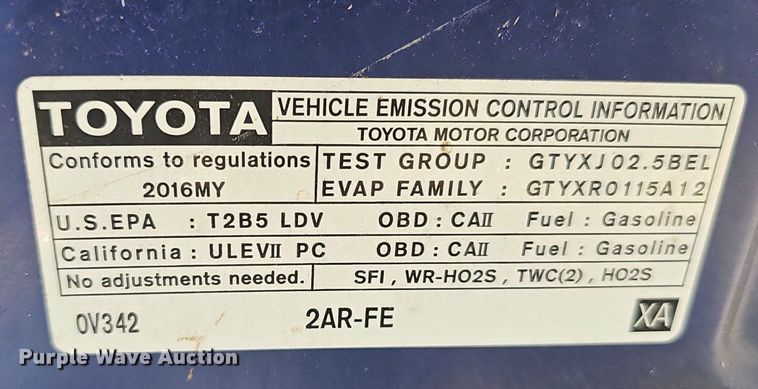 TOYOTA VEHICLE EMISSION CONTROL INFORMATION
TOYOTA MOTOR CORPORATION
Conforms to regulations TEST GROUP : GTYXJ02.5BEL
2016MY EVAP FAMILY : GTYXR0115A12
U.S.EPA : T2B5 LDV OBD : CAII Fuel : Gasoline
California : ULEVII PC OBD : CAII Fuel : Gasoline
No adjustments needed. SFI , WR-HO2S , TWC(2) , HO2S
0V342 2AR-FE XA
Purple Wave Auction